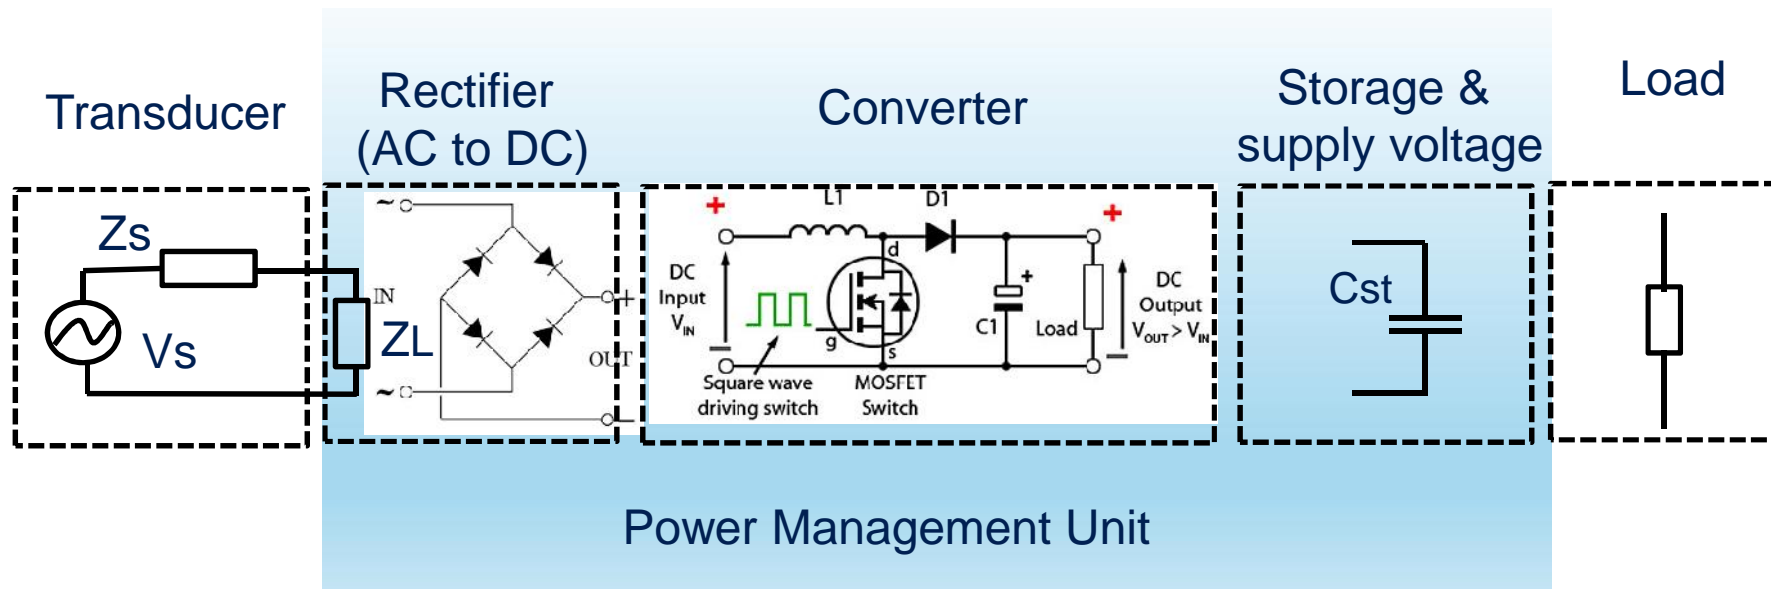 Transducer
Rectifier
(AC to DC)
Converter
Storage &
supply voltage
Load
Zs
Vs
ZL
~
IN
~
+
OUT
−
+
L1
D1
+
DC
Input
VIN
d
g
s
+
C1
Load
DC
Output
VOUT > VIN
−
−
Square wave
driving switch
MOSFET
Switch
Cst
Power Management Unit